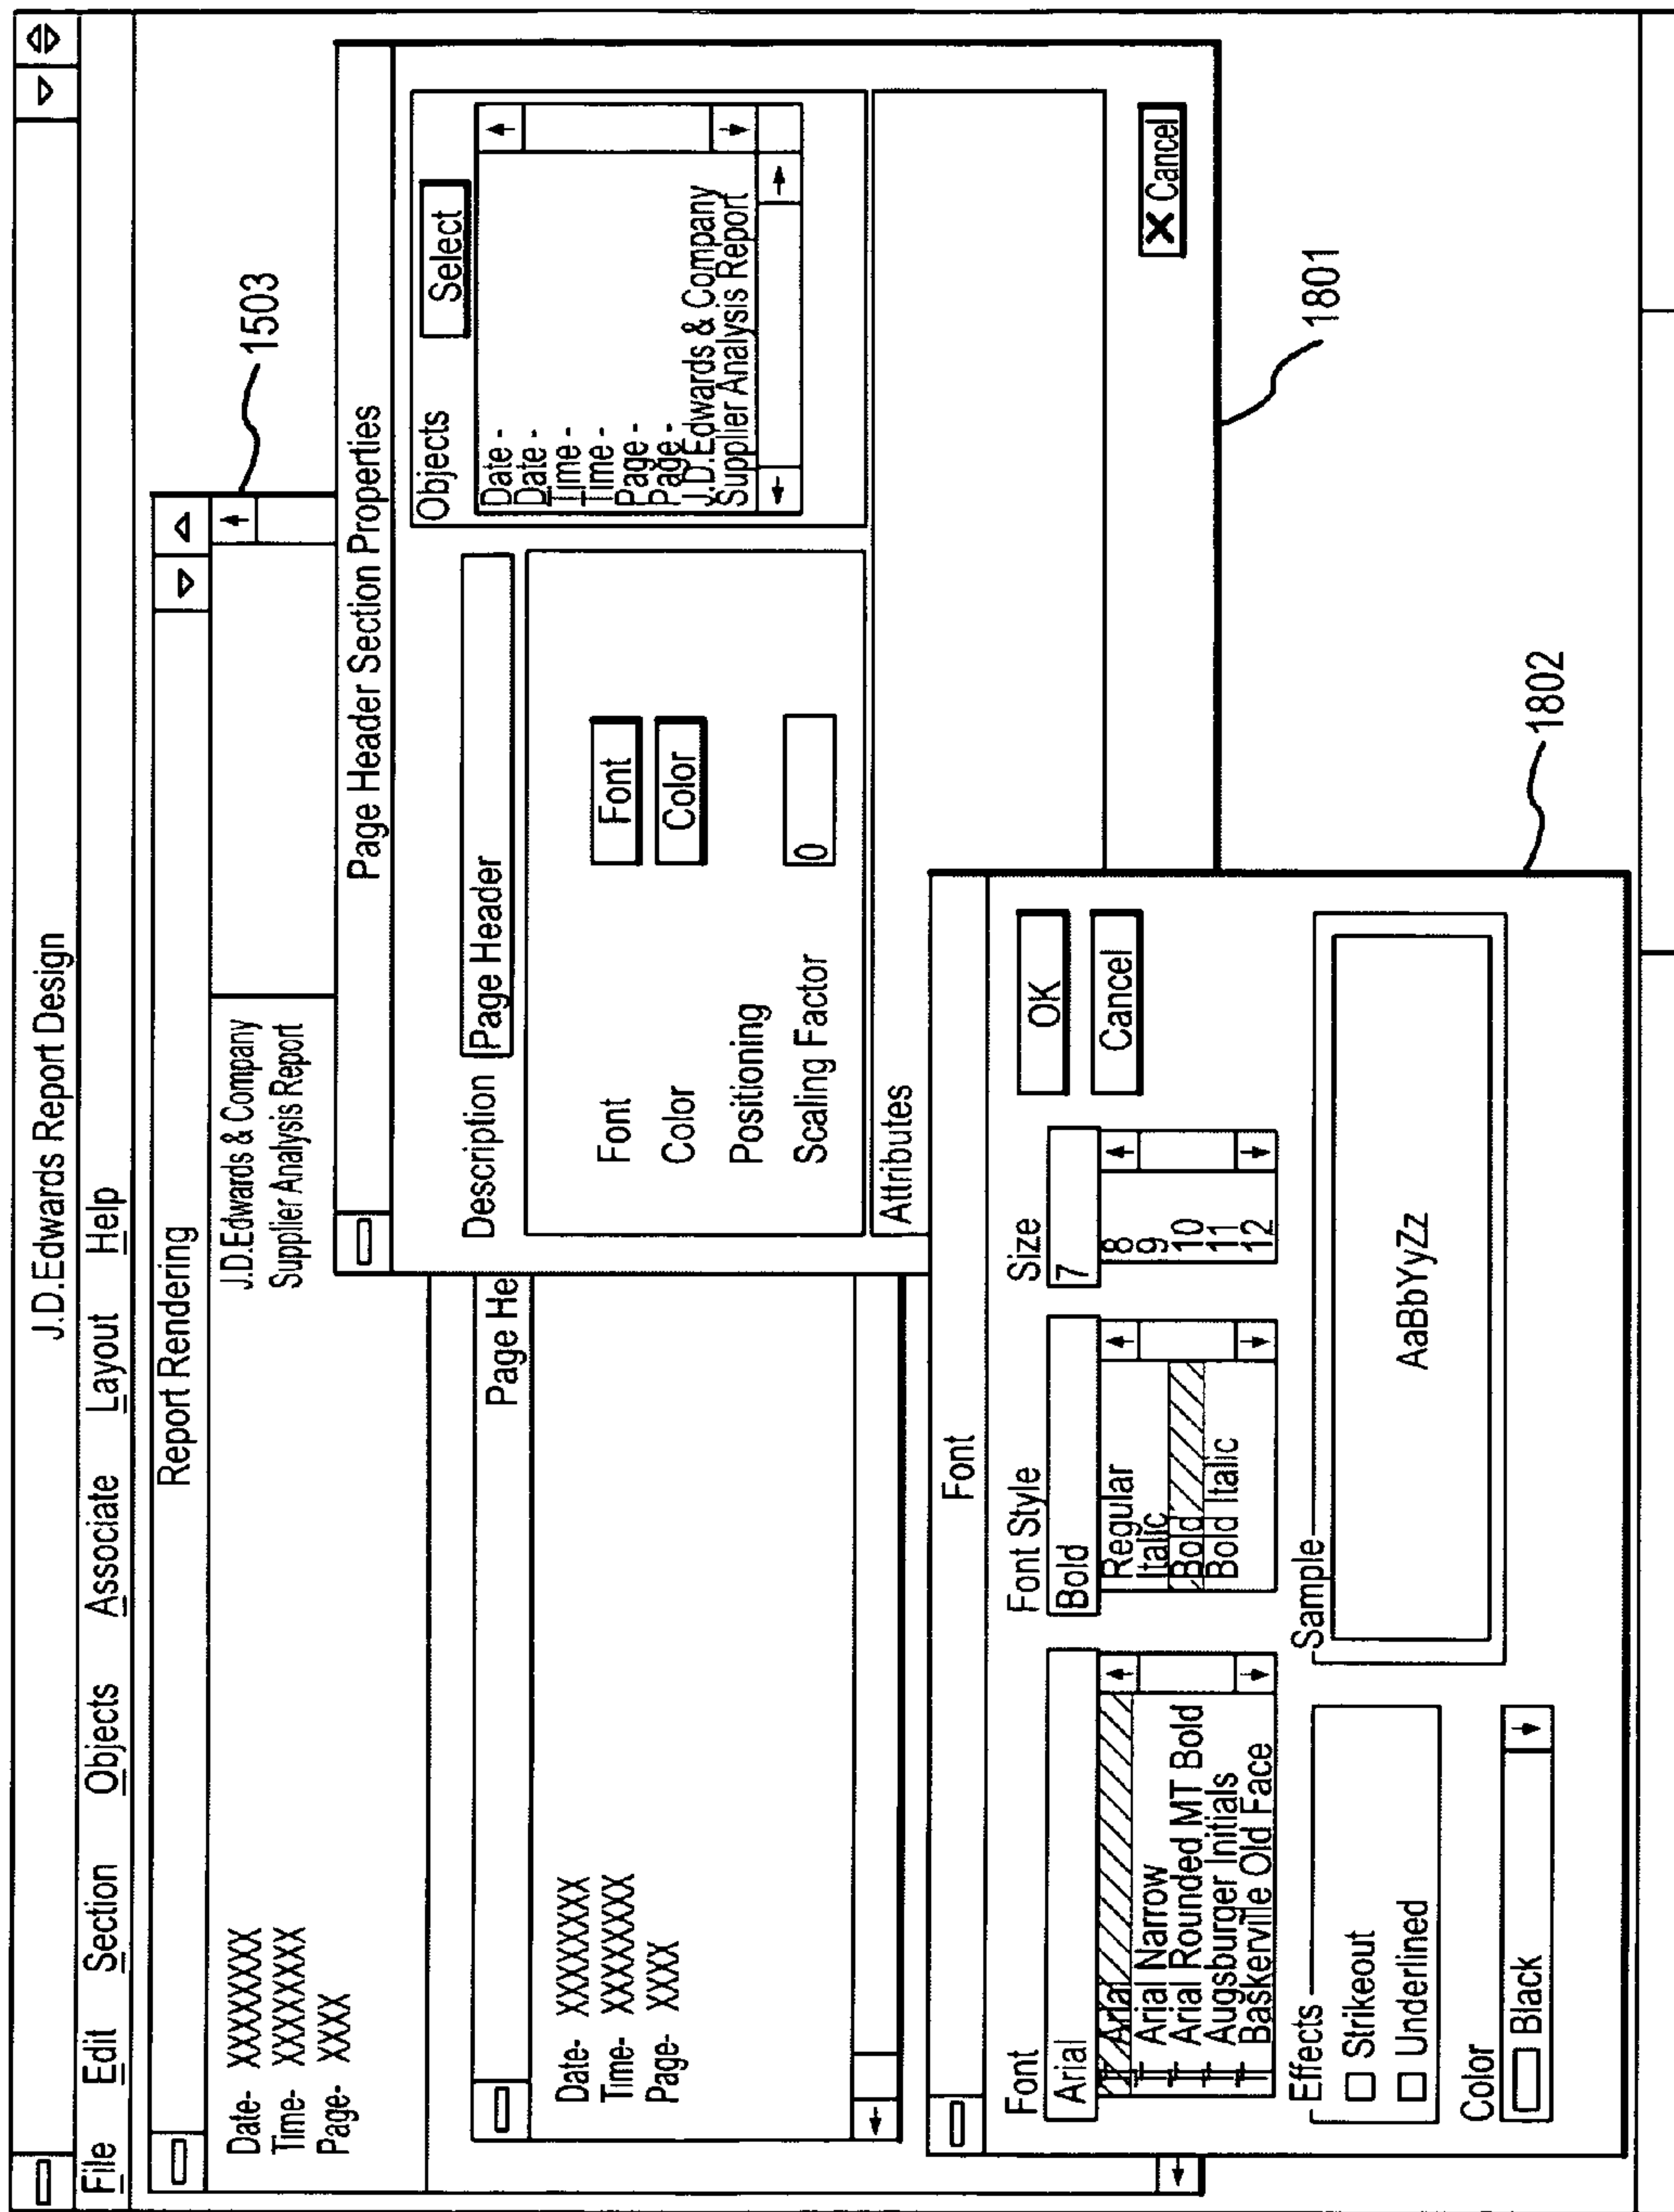 J.D.Edwards Report Design
File Edit Section Objects Associate Layout Help
Report Rendering
Date- XXXXXXXX
Time- XXXXXXXX
Page- XXXX
J.D.Edwards & Company
Supplier Analysis Report
1503
Page He
Date- XXXXXXXX
Time- XXXXXXXX
Page- XXXX
Page Header Section Properties
Description Page Header
Font Font
Color Color
Positioning
Scaling Factor 0
Objects Select
Date -
Date -
Time -
Time -
Page -
Page -
J.D.Edwards & Company
Supplier Analysis Report
Attributes
X Cancel
1801
Font
Font
Arial
Arial
Arial Narrow
Arial Rounded MT Bold
Augsburger Initials
Baskerville Old Face
Font Style
Bold
Regular
Italic
Bold
Bold Italic
Size
7
8
9
10
11
12
OK
Cancel
Effects
Strikeout
Underlined
Color
Black
Sample
AaBbYyZz
1802